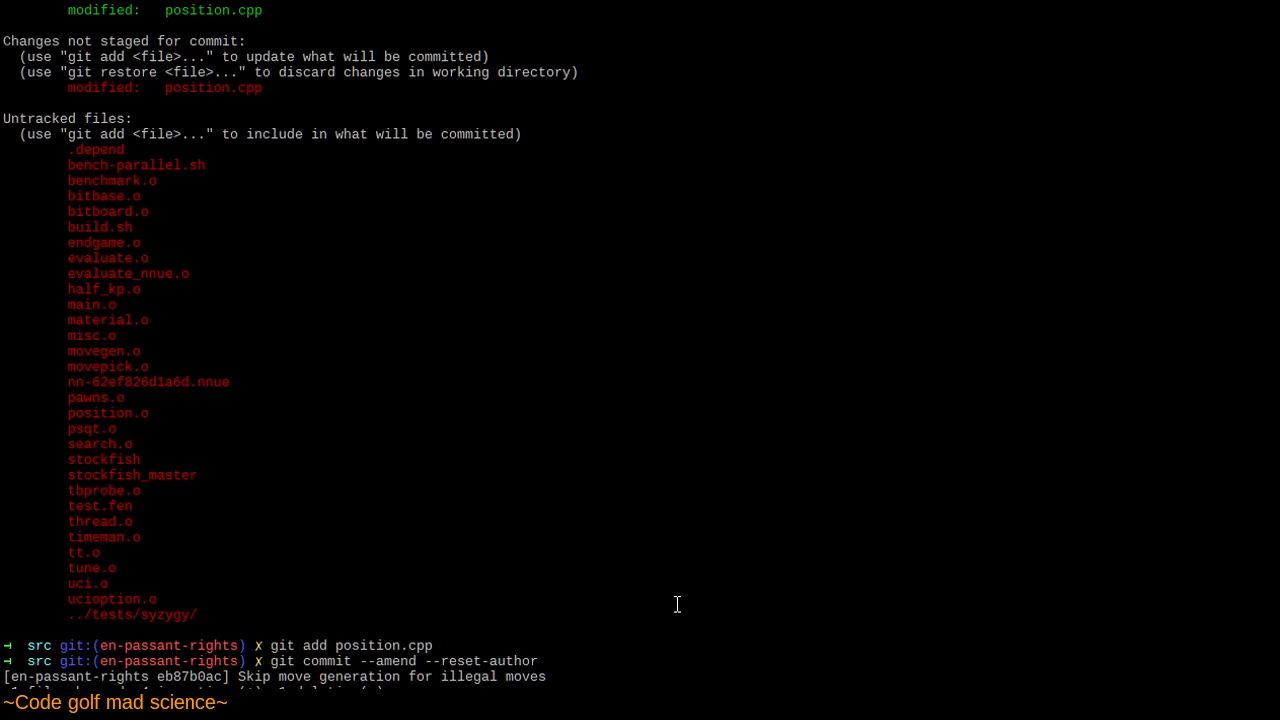 modified:   position.cpp
Changes not staged for commit:
(use "git add <file>..." to update what will be committed)
(use "git restore <file>..." to discard changes in working directory)
modified:   position.cpp
Untracked files:
(use "git add <file>..." to include in what will be committed)
.depend
bench-parallel.sh
benchmark.o
bitbase.o
bitboard.o
build.sh
endgame.o
evaluate.o
evaluate_nnue.o
half_kp.o
main.o
material.o
misc.o
movegen.o
movepick.o
nn-62ef826d1a6d.nnue
pawns.o
position.o
psqt.o
search.o
stockfish
stockfish_master
tbprobe.o
test.fen
thread.o
timeman.o
tt.o
tune.o
uci.o
ucioption.o
../tests/syzygy/
src git:(en-passant-rights) ✗ git add position.cpp
src git:(en-passant-rights) ✗ git commit --amend --reset-author
[en-passant-rights eb87b0ac] Skip move generation for illegal moves
~Code golf mad science~